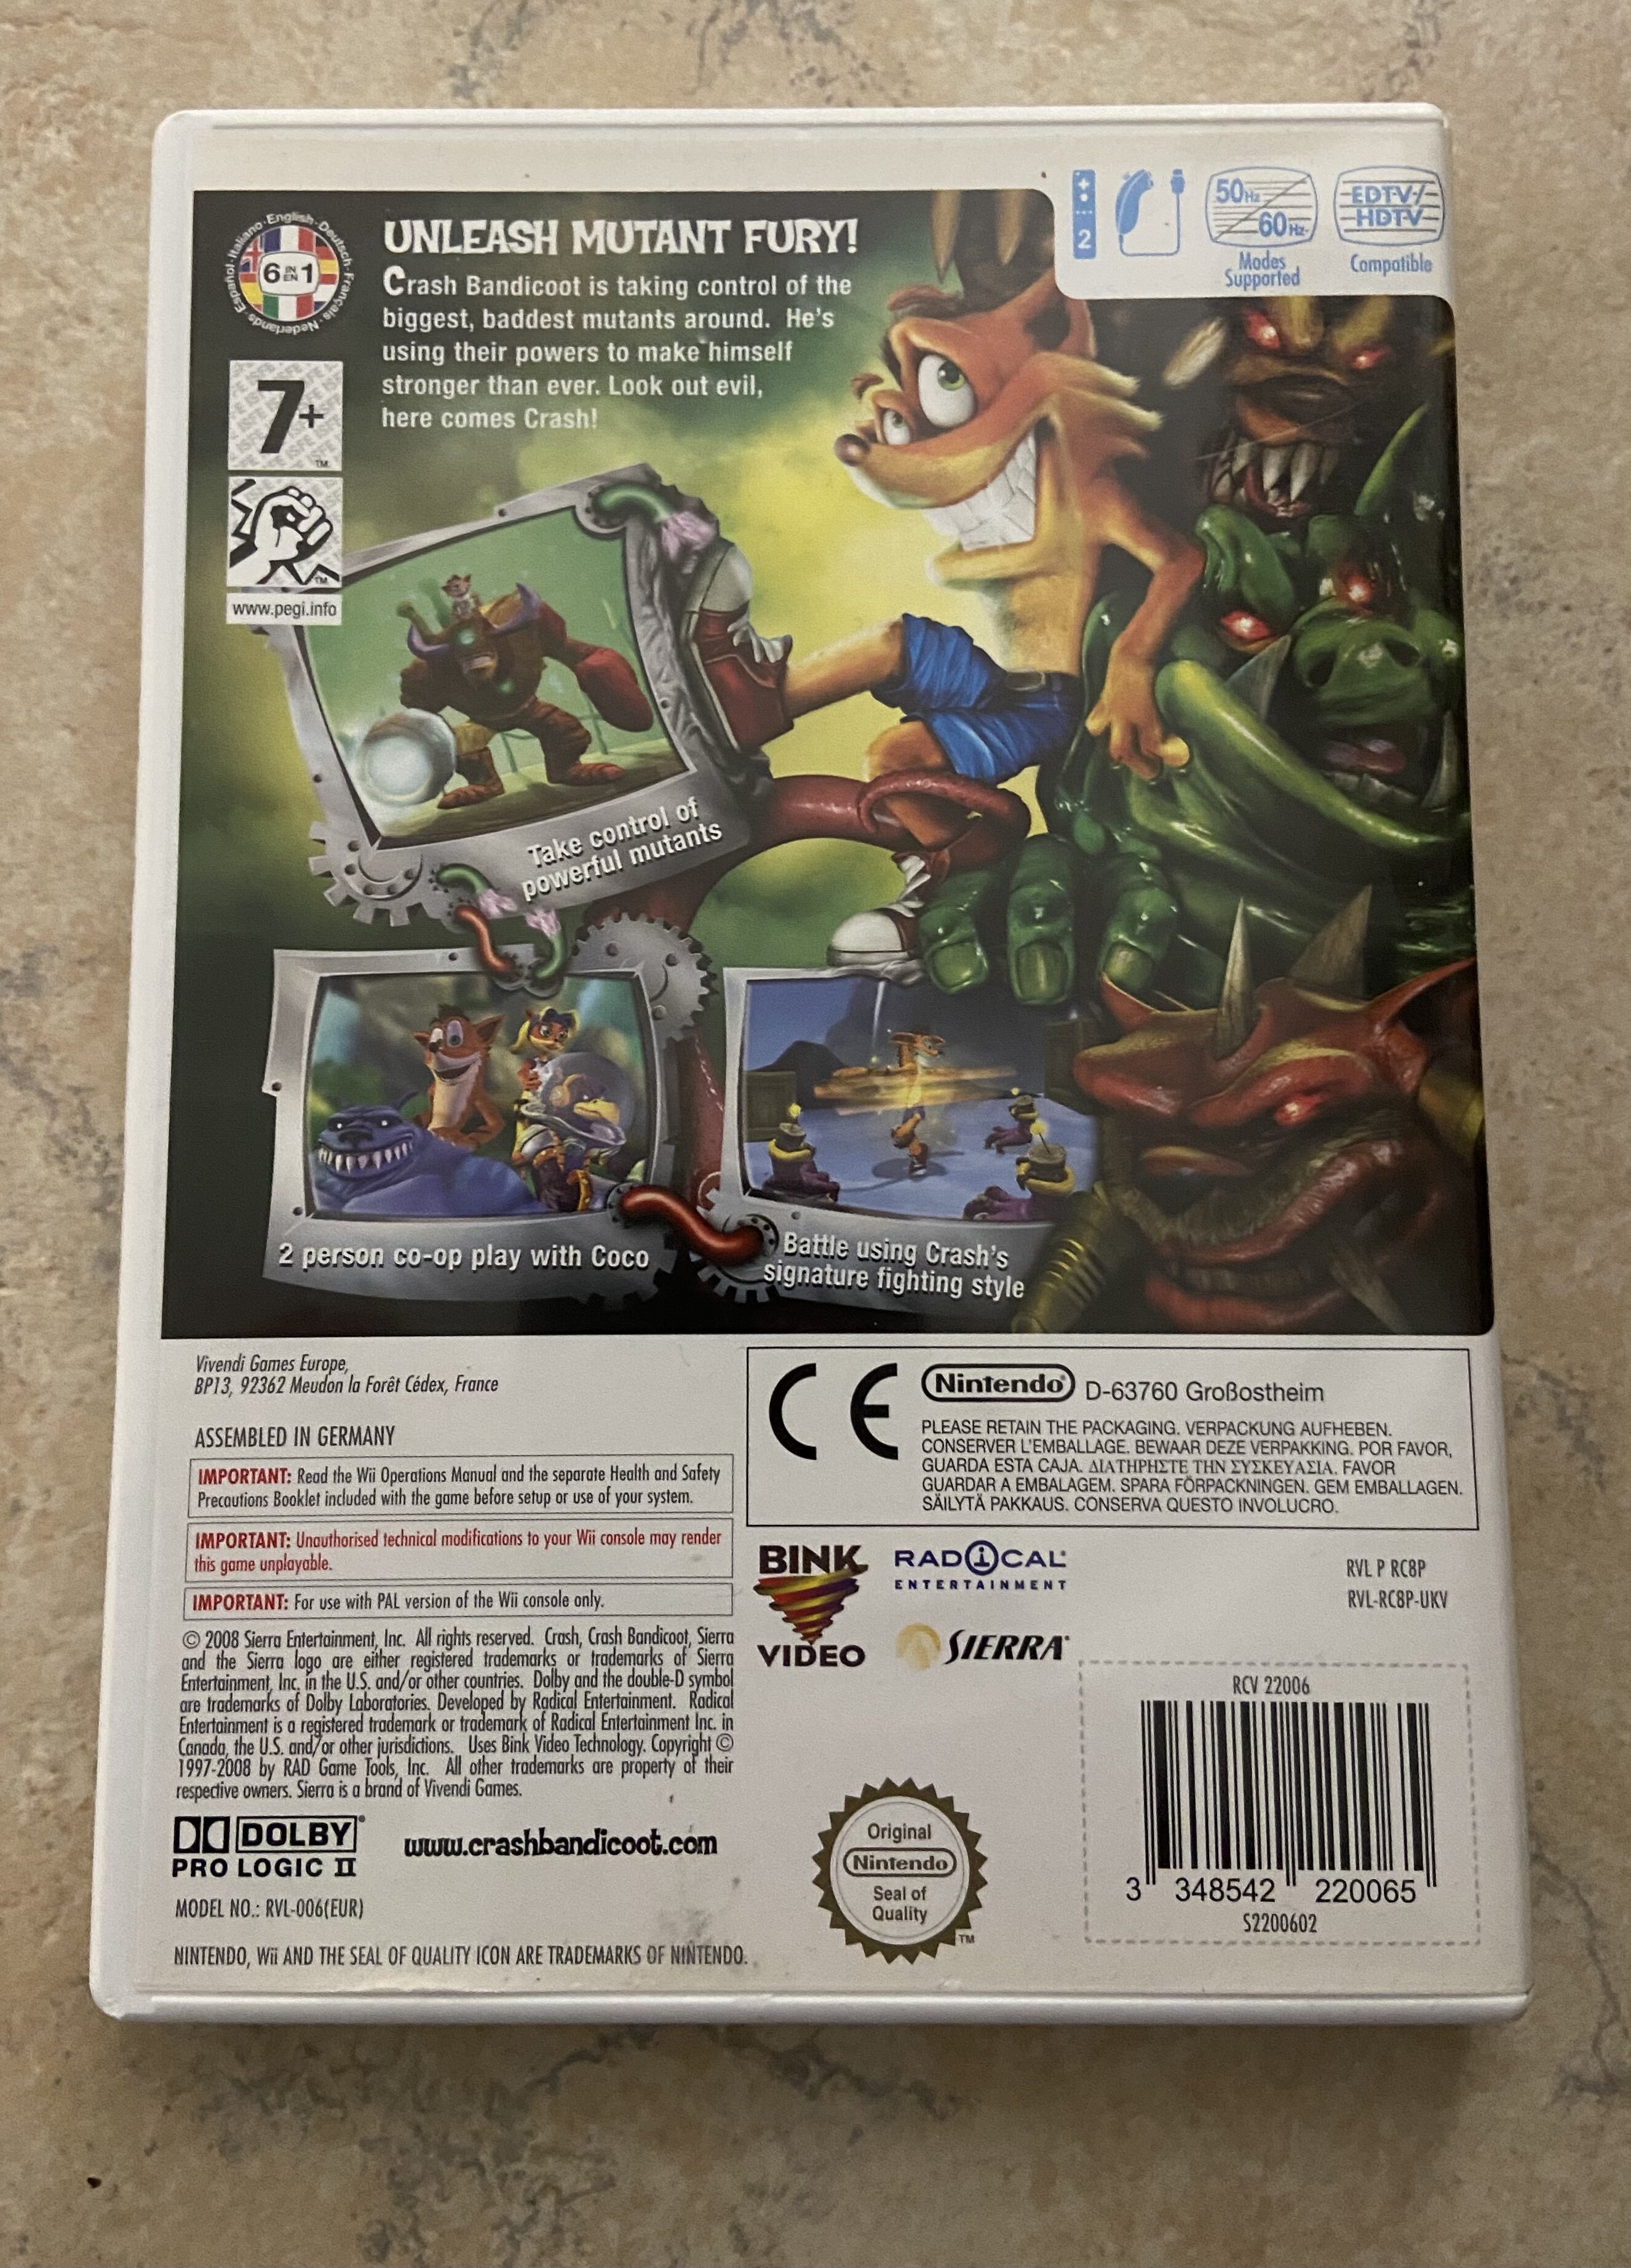 50Hz
60Hz
Modes
Supported
EDTV/
HDTV
Compatible
2
English · Deutsch · Français · Nederlands · Español · Italiano
6 IN EN 1
7+
TM
TM
www.pegi.info
UNLEASH MUTANT FURY!
Crash Bandicoot is taking control of the
biggest, baddest mutants around. He's
using their powers to make himself
stronger than ever. Look out evil,
here comes Crash!
Take control of
powerful mutants
2 person co-op play with Coco
Battle using Crash's
signature fighting style
Vivendi Games Europe,
BP13, 92362 Meudon la Forêt Cédex, France
ASSEMBLED IN GERMANY
IMPORTANT: Read the Wii Operations Manual and the separate Health and Safety
Precautions Booklet included with the game before setup or use of your system.
IMPORTANT: Unauthorised technical modifications to your Wii console may render
this game unplayable.
IMPORTANT: For use with PAL version of the Wii console only.
© 2008 Sierra Entertainment, Inc. All rights reserved. Crash, Crash Bandicoot, Sierra
and the Sierra logo are either registered trademarks or trademarks of Sierra
Entertainment, Inc. in the U.S. and/or other countries. Dolby and the double-D symbol
are trademarks of Dolby Laboratories. Developed by Radical Entertainment. Radical
Entertainment is a registered trademark or trademark of Radical Entertainment Inc. in
Canada, the U.S. and/or other jurisdictions. Uses Bink Video Technology. Copyright ©
1997-2008 by RAD Game Tools, Inc. All other trademarks are property of their
respective owners. Sierra is a brand of Vivendi Games.
DOLBY®
PRO LOGIC II
www.crashbandicoot.com
MODEL NO.: RVL-006(EUR)
NINTENDO, Wii AND THE SEAL OF QUALITY ICON ARE TRADEMARKS OF NINTENDO.
CE
Nintendo® D-63760 Großostheim
PLEASE RETAIN THE PACKAGING. VERPACKUNG AUFHEBEN.
CONSERVER L'EMBALLAGE. BEWAAR DEZE VERPAKKING. POR FAVOR,
GUARDA ESTA CAJA. ΔΙΑΤΗΡΗΣΤΕ ΤΗΝ ΣΥΣΚΕΥΑΣΙΑ. FAVOR
GUARDAR A EMBALAGEM. SPARA FÖRPACKNINGEN. GEM EMBALLAGEN.
SÄILYTÄ PAKKAUS. CONSERVA QUESTO INVOLUCRO.
BINK
VIDEO
RADICAL®
ENTERTAINMENT
SIERRA®
RVL P RC8P
RVL-RC8P-UKV
Original
Nintendo®
Seal of
Quality
TM
RCV 22006
3 348542 220065
S2200602